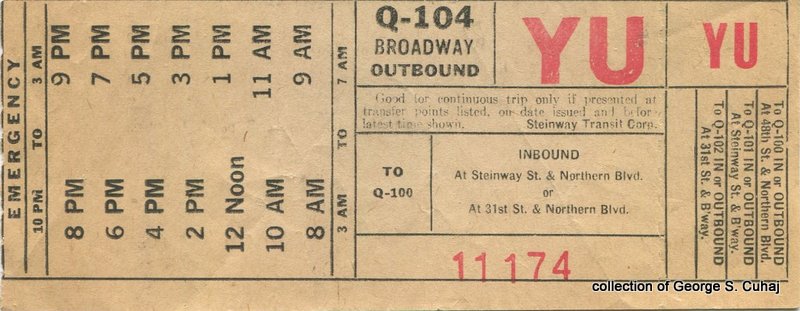 EMERGENCY
10 PM TO 3 AM
9 PM
7 PM
5 PM
3 PM
1 PM
11 AM
9 AM
8 PM
6 PM
4 PM
2 PM
12 Noon
10 AM
8 AM
3 AM TO 7 AM
Q-104
BROADWAY
OUTBOUND
YU
Good for continuous trip only if presented at
transfer points listed, on date issued and before
latest time shown. Steinway Transit Corp.
TO
Q-100
INBOUND
At Steinway St. & Northern Blvd.
or
At 31st St. & Northern Blvd.
11174
YU
To Q-100 IN or OUTBOUND
At 48th St. & Northern Blvd.
To Q-101 IN or OUTBOUND
At Steinway St. & B'way.
To Q-102 IN or OUTBOUND
At 31st St. & B'way.
collection of George S. Cuhaj